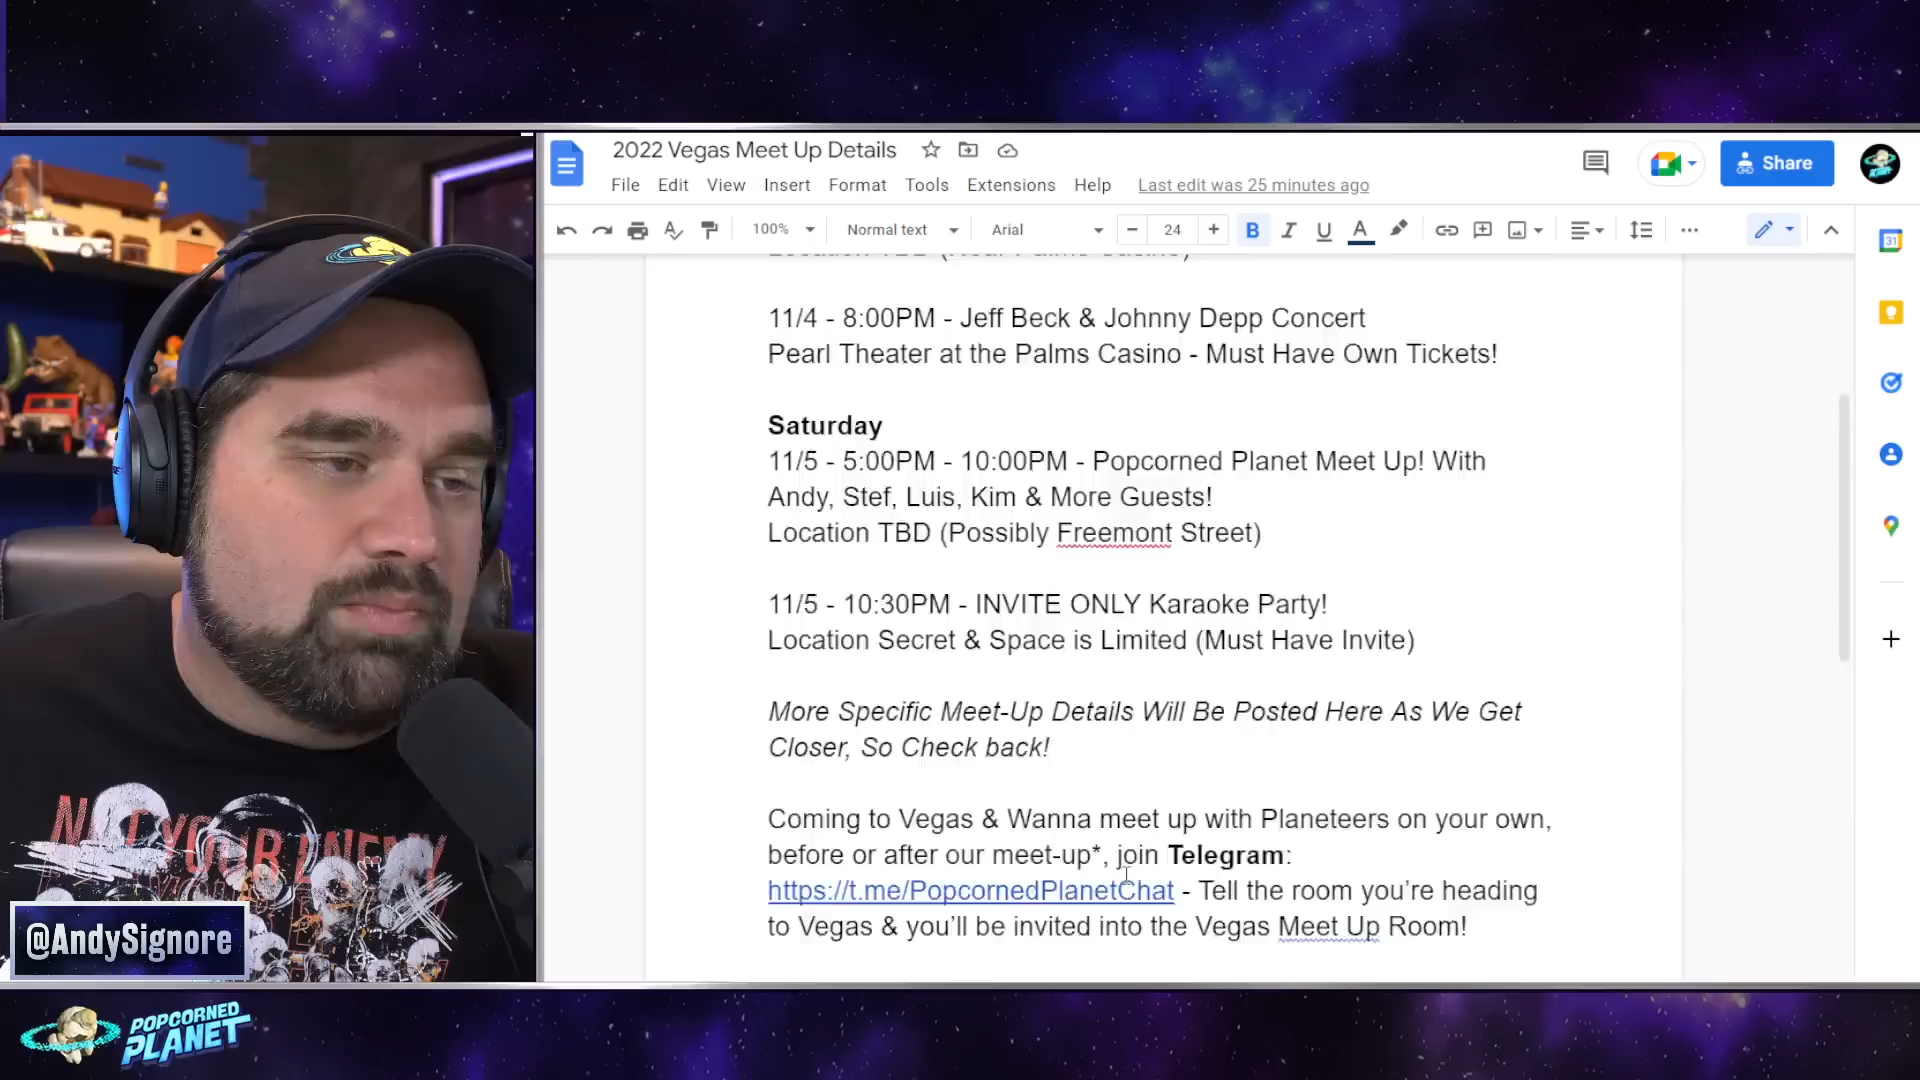 2022 Vegas Meet Up Details
File Edit View Insert Format Tools Extensions Help Last edit was 25 minutes ago
Share
100% Normal text Arial 24 B I U A
11/4 - 8:00PM - Jeff Beck & Johnny Depp Concert
Pearl Theater at the Palms Casino - Must Have Own Tickets!
Saturday
11/5 - 5:00PM - 10:00PM - Popcorned Planet Meet Up! With
Andy, Stef, Luis, Kim & More Guests!
Location TBD (Possibly Freemont Street)
11/5 - 10:30PM - INVITE ONLY Karaoke Party!
Location Secret & Space is Limited (Must Have Invite)
More Specific Meet-Up Details Will Be Posted Here As We Get
Closer, So Check back!
Coming to Vegas & Wanna meet up with Planeteers on your own,
before or after our meet-up*, join Telegram:
https://t.me/PopcornedPlanetChat - Tell the room you're heading
to Vegas & you'll be invited into the Vegas Meet Up Room!
31
YOUR ENEMY
@AndySignore
POPCORNED
PLANET